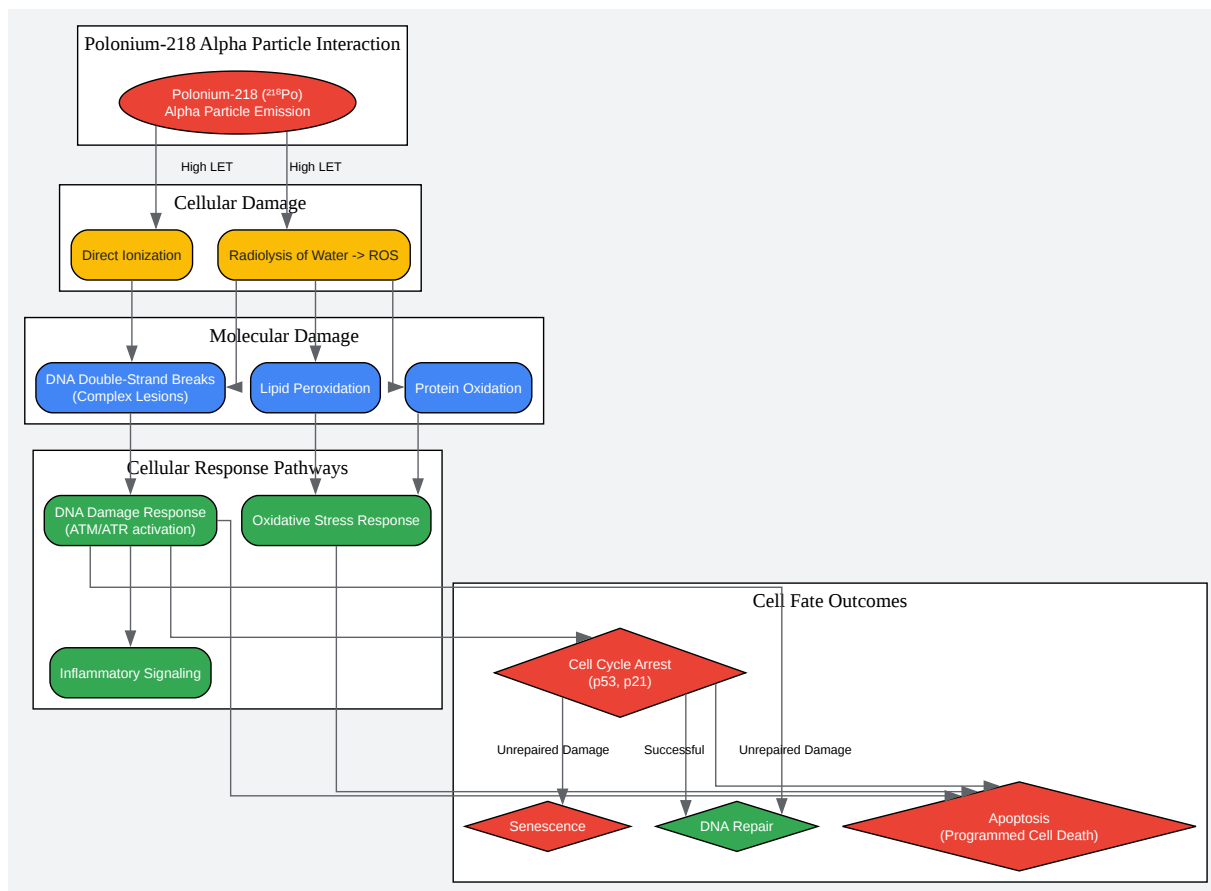 Polonium-218 Alpha Particle Interaction
Polonium-218 (²¹⁸Po)
Alpha Particle Emission
High LET
High LET
Cellular Damage
Direct Ionization
Radiolysis of Water -> ROS
Molecular Damage
DNA Double-Strand Breaks
(Complex Lesions)
Lipid Peroxidation
Protein Oxidation
Cellular Response Pathways
DNA Damage Response
(ATM/ATR activation)
Oxidative Stress Response
Inflammatory Signaling
Cell Fate Outcomes
Cell Cycle Arrest
(p53, p21)
Unrepaired Damage
Successful
Unrepaired Damage
Senescence
DNA Repair
Apoptosis
(Programmed Cell Death)